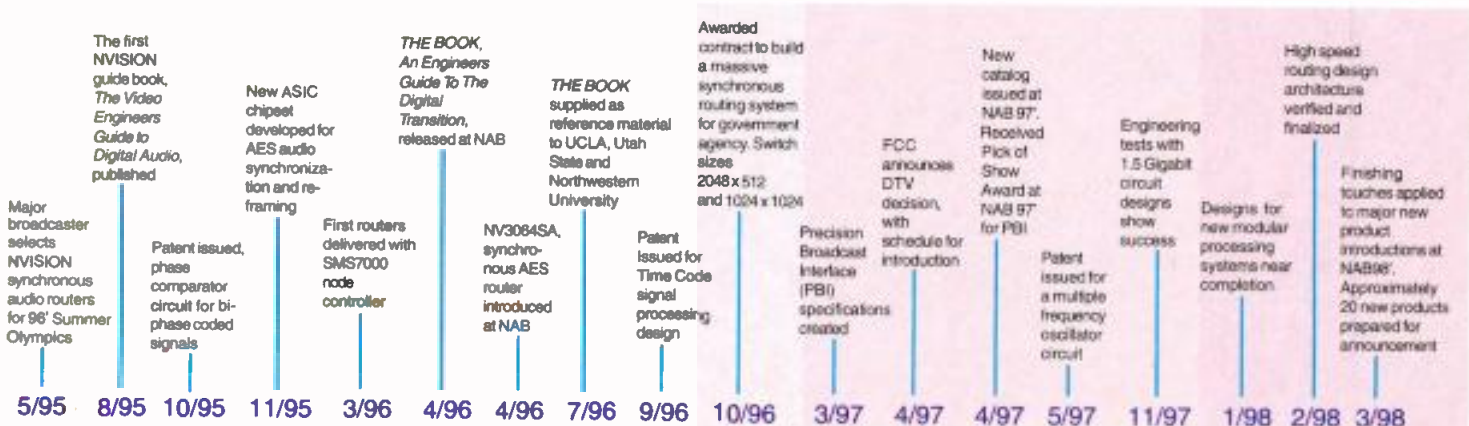 Major
broadcaster
selects
NVISION
synchronous
audio routers
for 96' Summer
Olympics
5/95
The first
NVISION
guide book,
The Video
Engineers
Guide to
Digital Audio,
published
8/95
Patent issued,
phase
comparator
circuit for bi-
phase coded
signals
10/95
New ASIC
chipset
developed for
AES audio
synchroniza-
tion and re-
framing
11/95
First routers
delivered with
SMS7000
node
controller
3/96
THE BOOK,
An Engineers
Guide To The
Digital
Transition,
released at NAB
4/96
NV3064SA,
synchro-
nous AES
router
introduced
at NAB
4/96
THE BOOK
supplied as
reference material
to UCLA, Utah
State and
Northwestern
University
7/96
Patent
Issued for
Time Code
signal
processing
design
9/96
Awarded
contract to build
a massive
synchronous
routing system
for government
agency. Switch
sizes
2048 x 512
and 1024 x 1024
10/96
Precision
Broadcast
Interface
(PBI)
specifications
created
3/97
FCC
announces
DTV
decision,
with
schedule for
introduction
4/97
New
catalog
issued at
NAB 97'.
Received
Pick of
Show
Award at
NAB 97'
for PBI
4/97
Patent
issued for
a multiple
frequency
oscillator
circuit
5/97
Engineering
tests with
1.5 Gigabit
circuit
designs
show
success
11/97
Designs for
new modular
processing
systems near
completion
1/98
High speed
routing design
architecture
verified and
finalized
2/98
Finishing
touches applied
to major new
product
introductions at
NAB98'.
Approximately
20 new products
prepared for
announcement
3/98